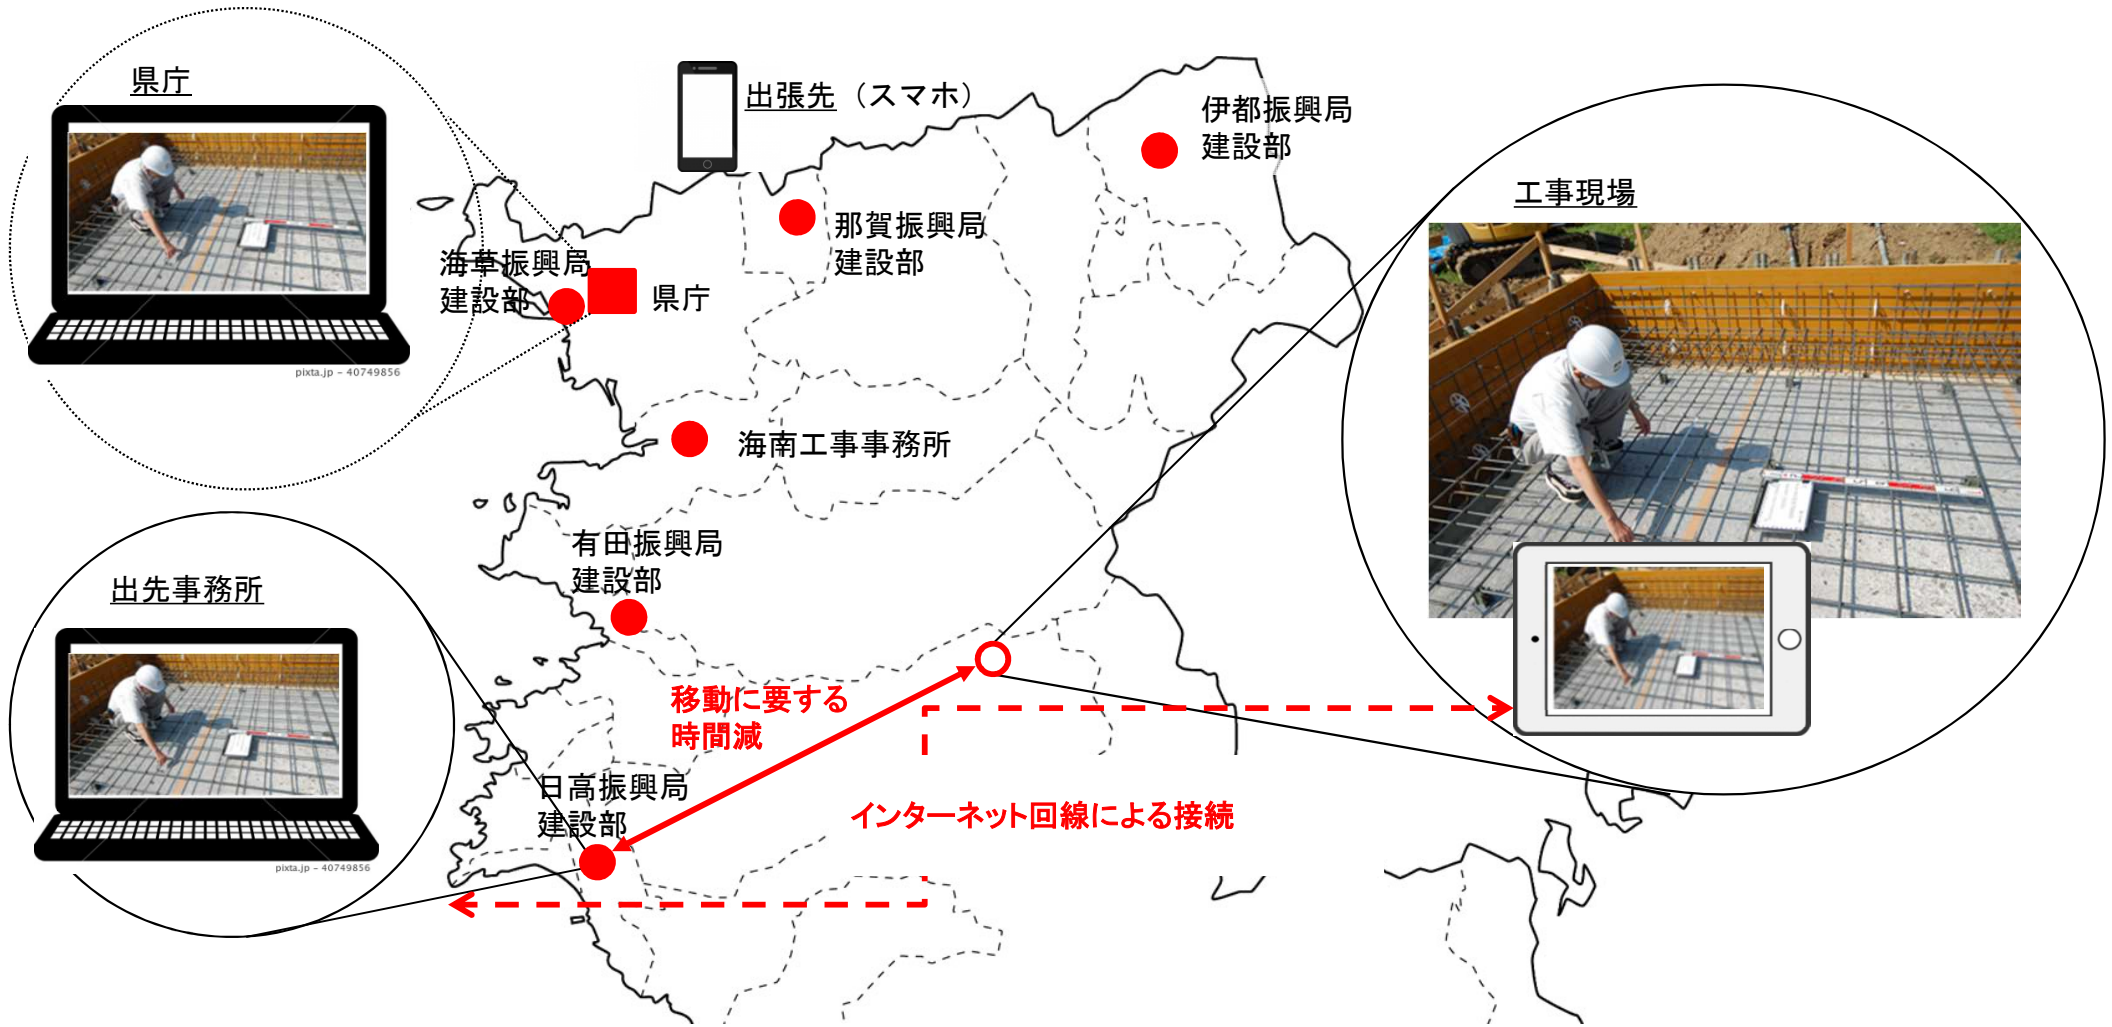 県庁
出張先（スマホ）
伊都振興局
建設部
工事現場
那賀振興局
建設部
海草振興局
建設部
県庁
pixta.jp - 40749856
海南工事事務所
有田振興局
建設部
出先事務所
移動に要する
時間減
日高振興局
建設部
インターネット回線による接続
pixta.jp - 40749856